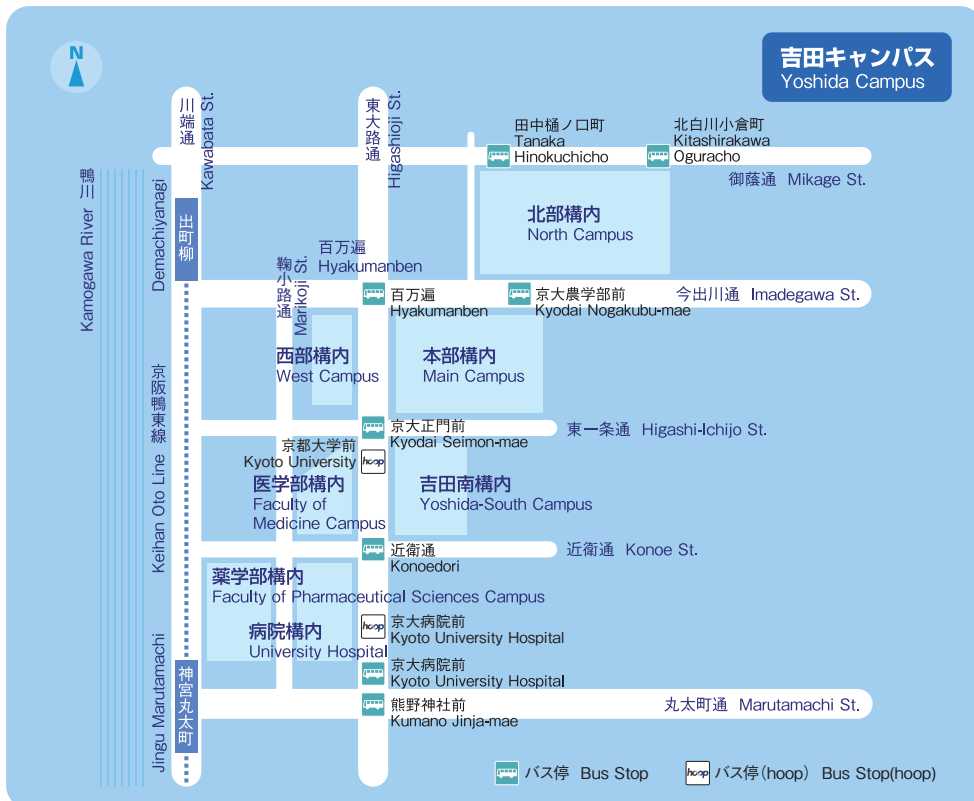 吉田キャンパス
Yoshida Campus
N
川端通
Kawabata St.
東大路通
Higashioji St.
田中樋ノ口町
Tanaka
Hinokuchicho
北白川小倉町
Kitashirakawa
Oguracho
御蔭通 Mikage St.
鴨川
Kamogawa River
Demachiyanagi
出町柳
北部構内
North Campus
百万遍
Hyakumanben
鞠小路通
Marikoji St.
百万遍
Hyakumanben
京大農学部前
Kyodai Nogakubu-mae
今出川通 Imadegawa St.
西部構内
West Campus
本部構内
Main Campus
京阪鴨東線
Keihan Oto Line
京大正門前
Kyodai Seimon-mae
東一条通 Higashi-Ichijo St.
京都大学前
Kyoto University
hoop
医学部構内
Faculty of
Medicine Campus
吉田南構内
Yoshida-South Campus
近衛通
Konoedori
近衛通 Konoe St.
薬学部構内
Faculty of Pharmaceutical Sciences Campus
病院構内
University Hospital
hoop
京大病院前
Kyoto University Hospital
京大病院前
Kyoto University Hospital
Jingu Marutamachi
神宮丸太町
熊野神社前
Kumano Jinja-mae
丸太町通 Marutamachi St.
バス停 Bus Stop
hoop
バス停(hoop) Bus Stop(hoop)